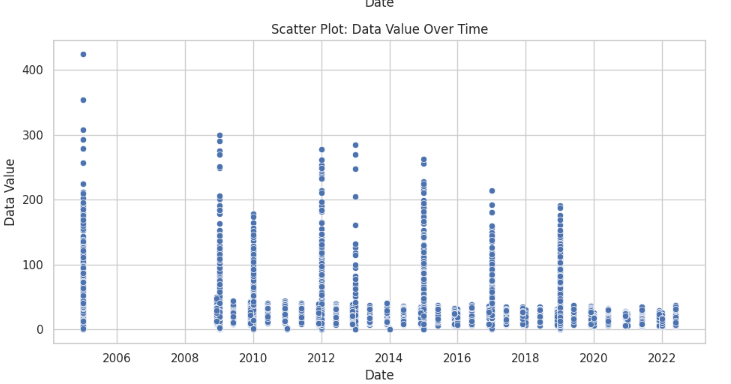 Date
Scatter Plot: Data Value Over Time
400
300
200
100
0
Data Value
2006 2008 2010 2012 2014 2016 2018 2020 2022
Date